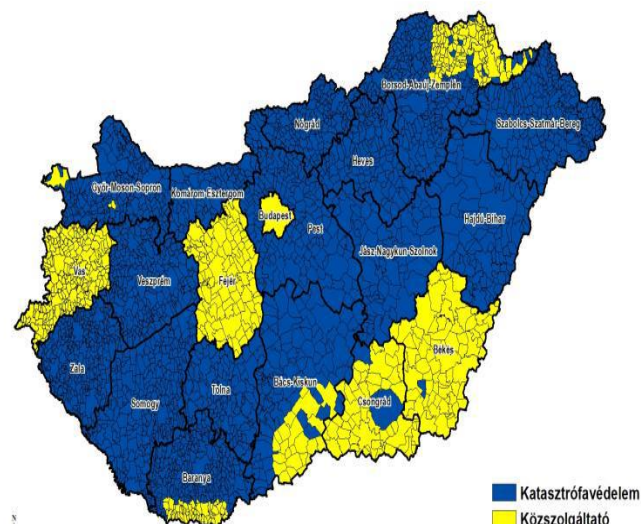 Borsod-Abaúj-Zemplén
Nógrád
Szabolcs-Szatmár-Bereg
Heves
Győr-Moson-Sopron
Komárom-Esztergom
Budapest
Pest
Hajdú-Bihar
Jász-Nagykun-Szolnok
Vas
Veszprém
Fejér
Békés
Zala
Tolna
Bács-Kiskun
Csongrád
Somogy
Baranya
Katasztrófavédelem
Közszolgáltató
N